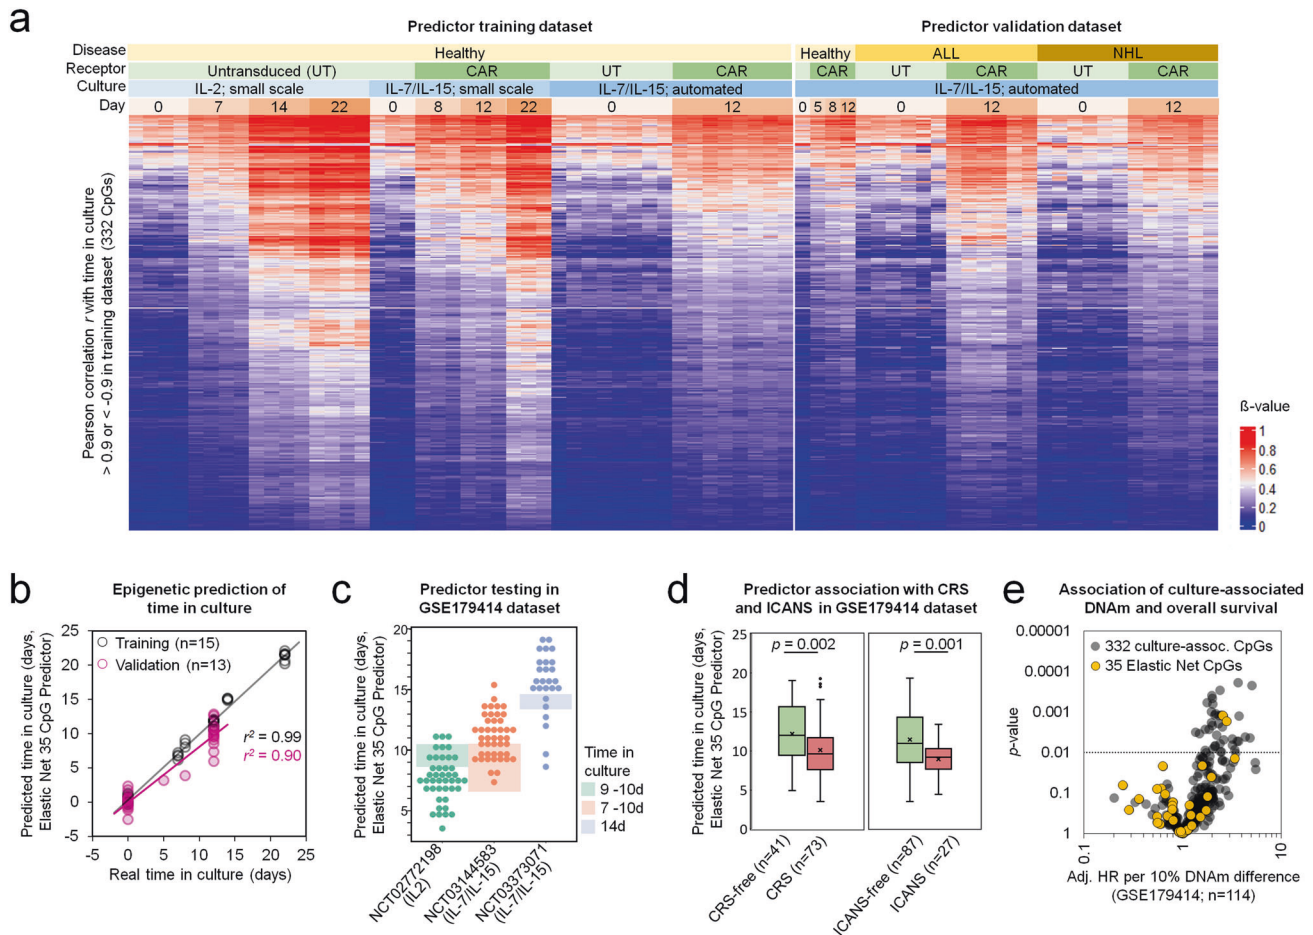 a
Predictor training dataset
Predictor validation dataset
Disease
Healthy
Healthy
ALL
NHL
Receptor
Untransduced (UT)
CAR
UT
CAR
CAR
UT
CAR
UT
CAR
Culture
IL-2; small scale
IL-7/IL-15; small scale
IL-7/IL-15; automated
IL-7/IL-15; automated
Day
0 7 14 22 0 8 12 22 0 12 0 5 8 12 0 12 0 12
Pearson correlation r with time in culture
> 0.9 or < -0.9 in training dataset (332 CpGs)
ß-value
1
0.8
0.6
0.4
0.2
0
b
Epigenetic prediction of
time in culture
Predicted time in culture (days,
Elastic Net 35 CpG Predictor)
25
20
15
10
5
0
-5
Training (n=15)
Validation (n=13)
r² = 0.99
r² = 0.90
-5 0 5 10 15 20 25
Real time in culture (days)
c
Predictor testing in
GSE179414 dataset
Predicted time in culture (days,
Elastic Net 35 CpG Predictor)
20
15
10
5
Time in
culture
9 -10d
7 -10d
14d
NCT02772198
(IL2)
NCT03144583
(IL-7/IL-15)
NCT03373071
(IL-7/IL-15)
d
Predictor association with CRS
and ICANS in GSE179414 dataset
Predicted time in culture (days,
Elastic Net 35 CpG Predictor)
25
20
15
10
5
0
p = 0.002
p = 0.001
CRS-free (n=41)
CRS (n=73)
ICANS-free (n=87)
ICANS (n=27)
e
Association of culture-associated
DNAm and overall survival
p-value
0.00001
0.0001
0.001
0.01
0.1
1
332 culture-assoc. CpGs
35 Elastic Net CpGs
0.1 1 10
Adj. HR per 10% DNAm difference
(GSE179414; n=114)